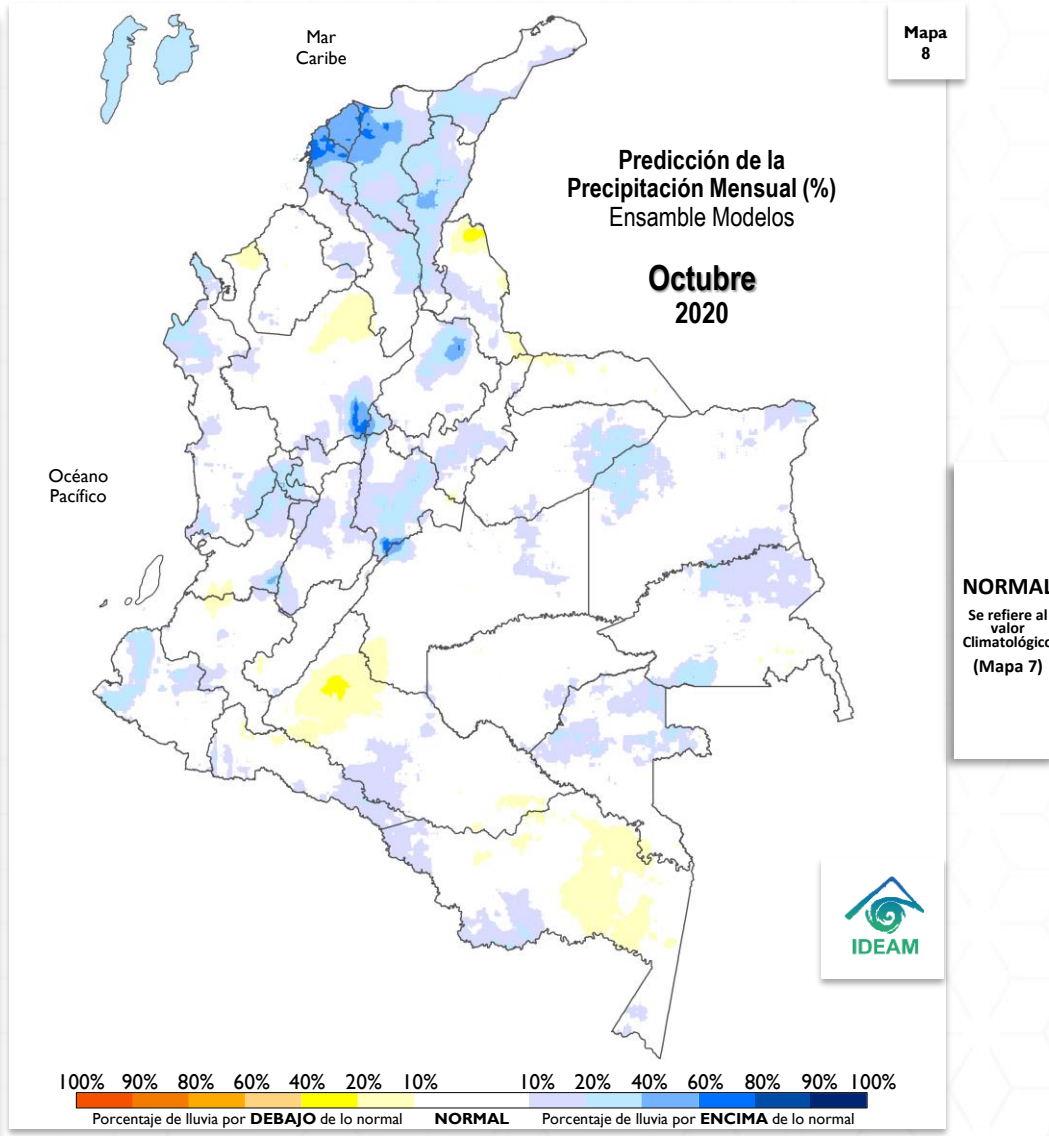 Mar
Caribe
Mapa
8
Predicción de la
Precipitación Mensual (%)
Ensamble Modelos
Octubre
2020
Océano
Pacífico
NORMAL
Se refiere al
valor
Climatológico
(Mapa 7)
IDEAM
100% 90% 80% 60% 40% 20% 10% 10% 20% 40% 60% 80% 90% 100%
Porcentaje de lluvia por DEBAJO de lo normal NORMAL Porcentaje de lluvia por ENCIMA de lo normal